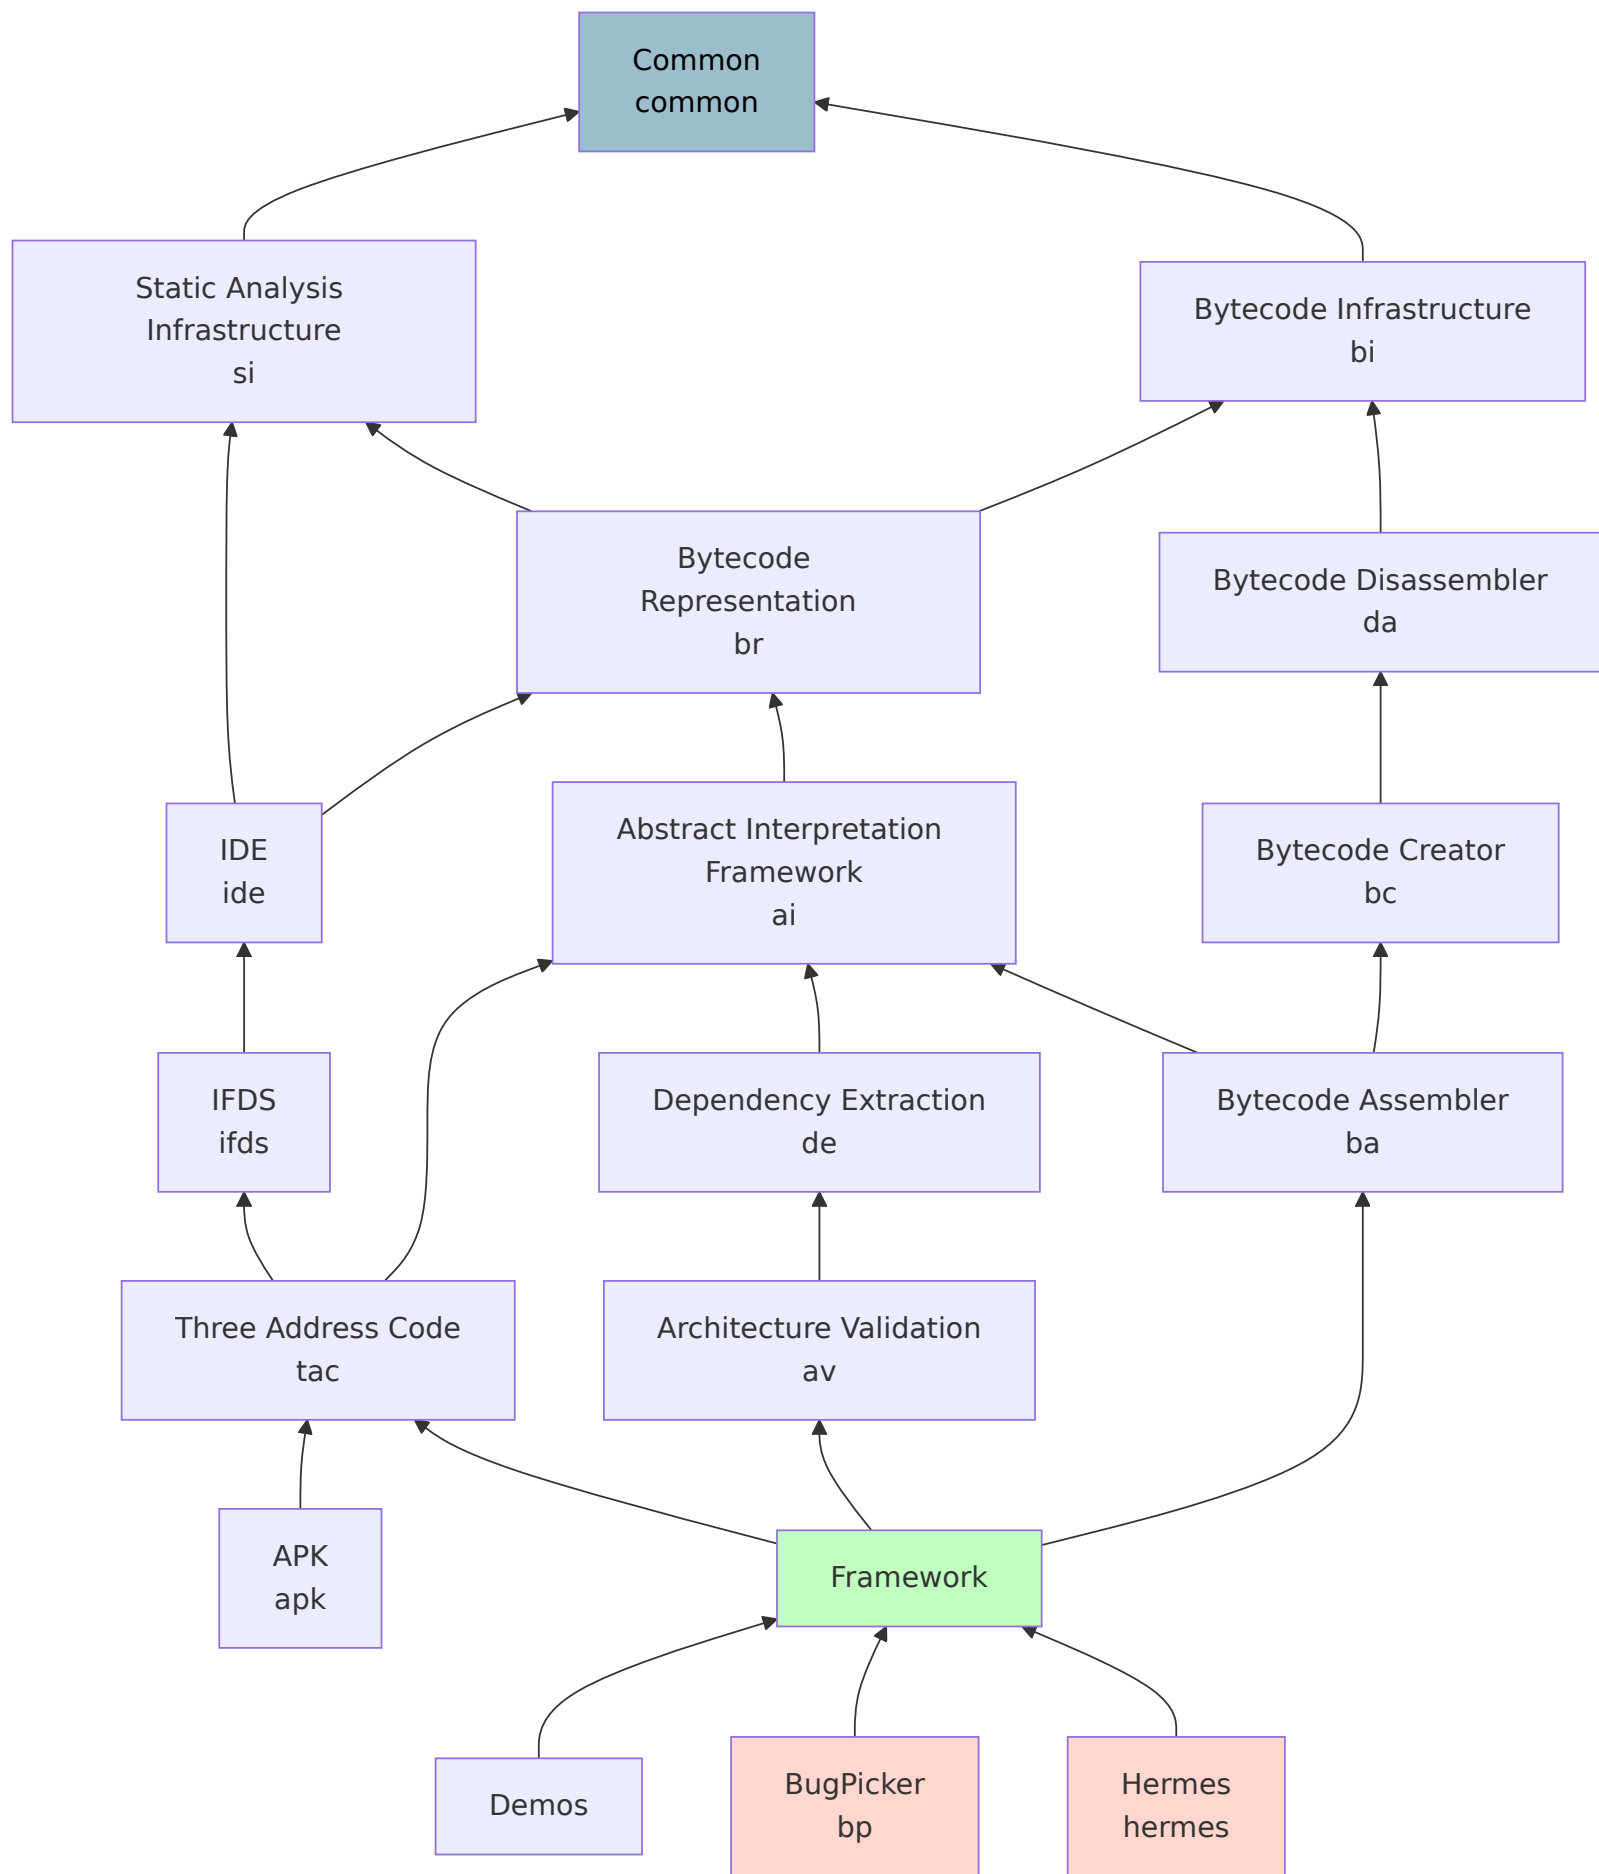 Common
common
Static Analysis
Infrastructure
si
Bytecode Infrastructure
bi
Bytecode
Representation
br
Bytecode Disassembler
da
IDE
ide
Abstract Interpretation
Framework
ai
Bytecode Creator
bc
IFDS
ifds
Dependency Extraction
de
Bytecode Assembler
ba
Three Address Code
tac
Architecture Validation
av
APK
apk
Framework
Demos
BugPicker
bp
Hermes
hermes